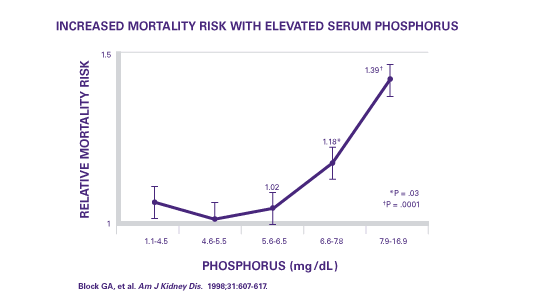 INCREASED MORTALITY RISK WITH ELEVATED SERUM PHOSPHORUS
1.5
RELATIVE MORTALITY RISK
1.39†
1.18*
1.02
*P = .03
†P = .0001
1
1.1-4.5 4.6-5.5 5.6-6.5 6.6-7.8 7.9-16.9
PHOSPHORUS (mg/dL)
Block GA, et al. Am J Kidney Dis. 1998;31:607-617.